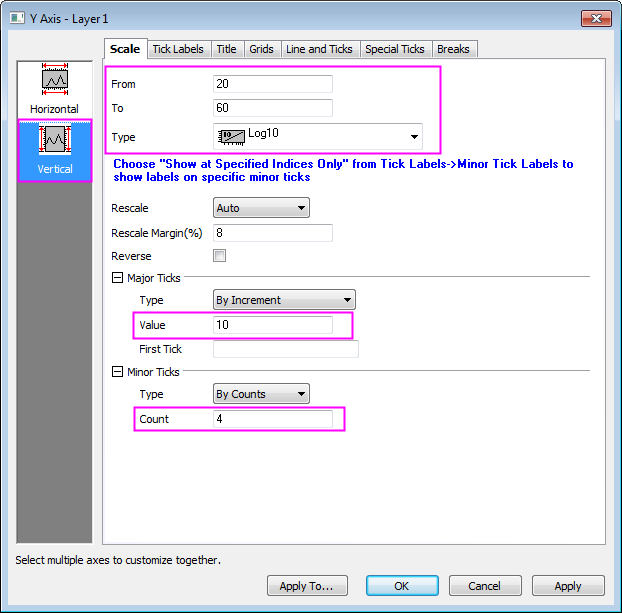 Y Axis - Layer1
Scale Tick Labels Title Grids Line and Ticks Special Ticks Breaks
Horizontal
Vertical
From 20
To 60
Type Log10
Choose "Show at Specified Indices Only" from Tick Labels->Minor Tick Labels to
show labels on specific minor ticks
Rescale Auto
Rescale Margin(%) 8
Reverse
Major Ticks
Type By Increment
Value 10
First Tick
Minor Ticks
Type By Counts
Count 4
Select multiple axes to customize together.
Apply To... OK Cancel Apply